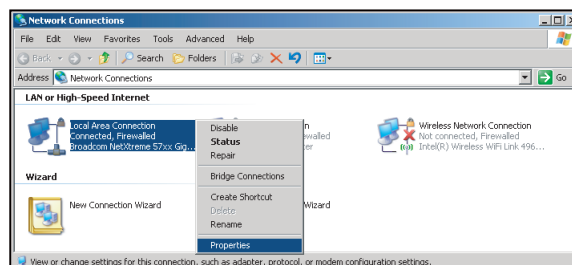 Network Connections
File Edit View Favorites Tools Advanced Help
Back Search Folders
Address Network Connections Go
LAN or High-Speed Internet
Local Area Connection
Connected, Firewalled
Broadcom NetXtreme 57xx Gig...
Disable
Status
Repair
Bridge Connections
Create Shortcut
Delete
Rename
Properties
Wireless Network Connection
Not connected, Firewalled
Intel(R) Wireless WiFi Link 496...
Wizard
New Connection Wizard
Wizard
View or change settings for this connection, such as adapter, protocol, or modem configuration settings.